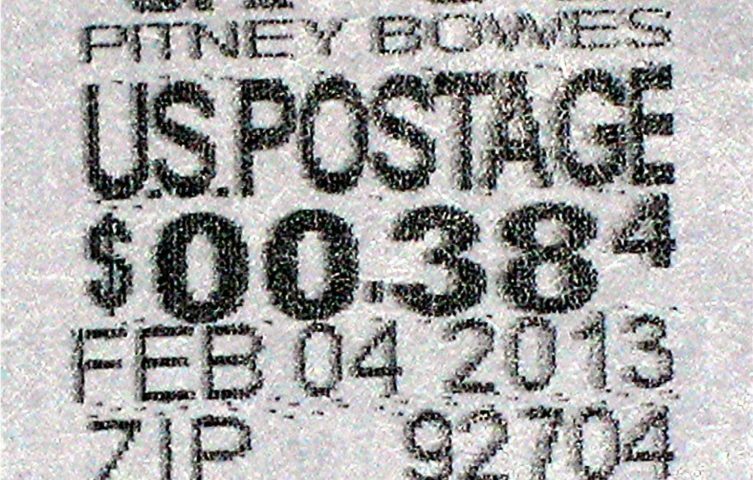 PITNEY BOWES
U.S. POSTAGE
$00.38⁴
FEB 04 2013
ZIP 92704